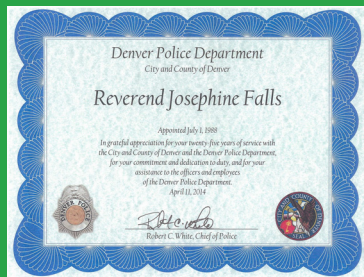 Denver Police Department
City and County of Denver
Reverend Josephine Falls
Appointed July 1, 1988
In grateful appreciation for your twenty-five years of service with
the City and County of Denver and the Denver Police Department,
for your commitment and dedication to duty, and for your
assistance to the officers and employees
of the Denver Police Department.
April 11, 2014
DENVER POLICE
Robert C. White, Chief of Police